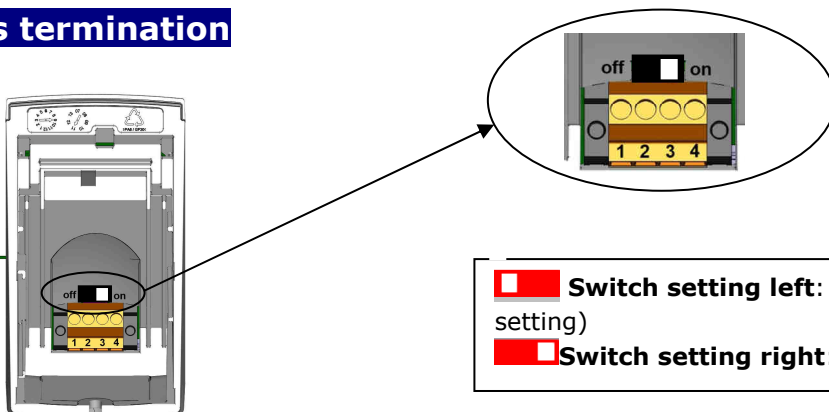 s termination
off on
1 2 3 4
off on
1 2 3 4
Switch setting left:
setting)
Switch setting right: